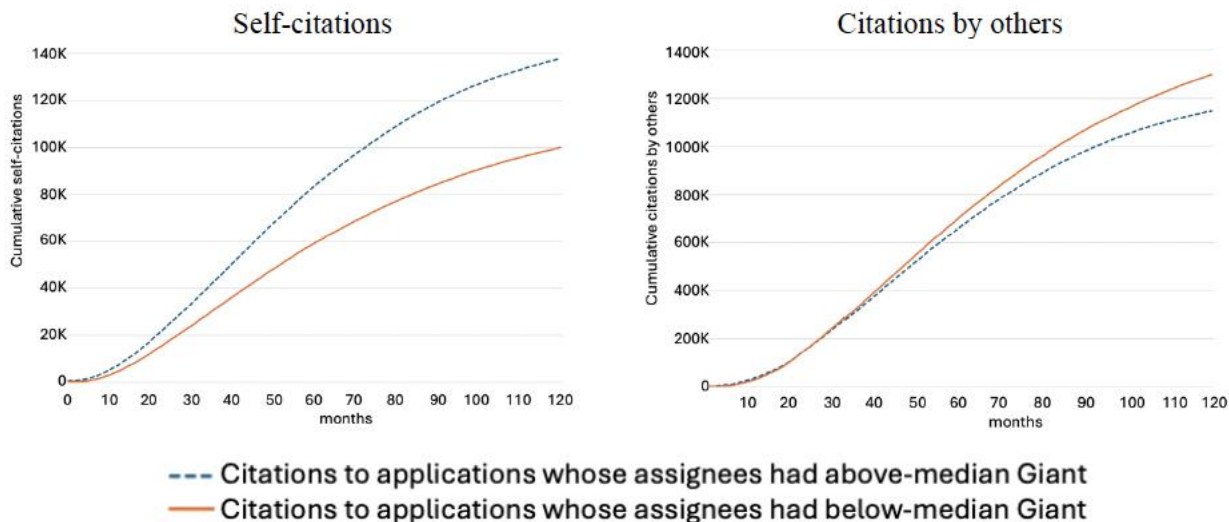 Self-citations
140K
120K
100K
80K
60K
40K
20K
0
Cumulative self-citations
0 10 20 30 40 50 60 70 80 90 100 110 120
months
Citations by others
1400K
1200K
1000K
800K
600K
400K
200K
0
Cumulative citations by others
10 20 30 40 50 60 70 80 90 100 110 120
months
Citations to applications whose assignees had above-median Giant
Citations to applications whose assignees had below-median Giant